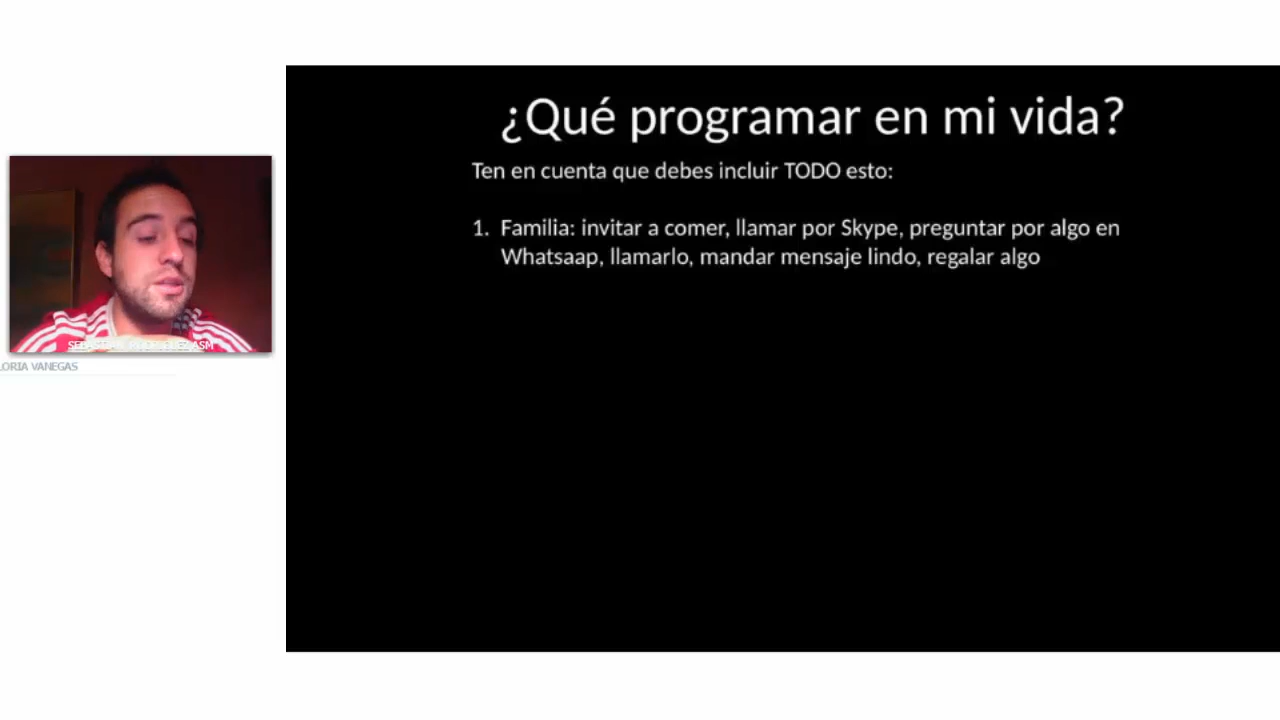 ¿Qué programar en mi vida?
Ten en cuenta que debes incluir TODO esto:
1. Familia: invitar a comer, llamar por Skype, preguntar por algo en
Whatsaap, llamarlo, mandar mensaje lindo, regalar algo
LORIA VANEGAS